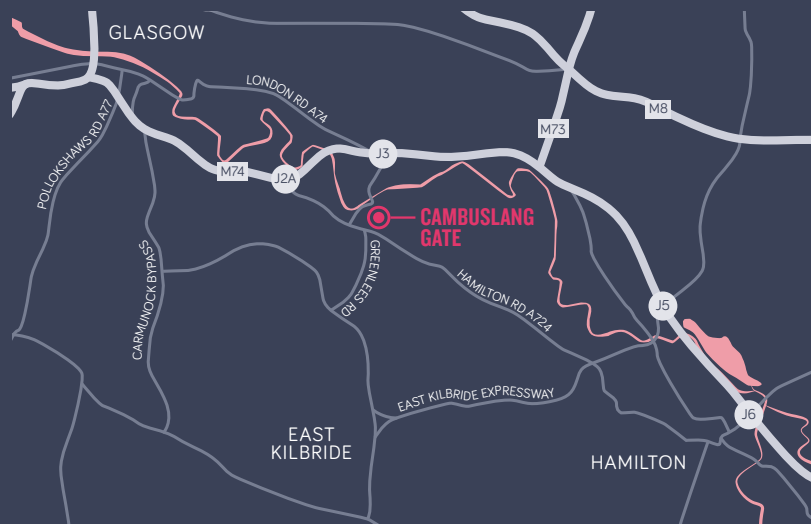 GLASGOW
LONDON RD A74
M8
M73
POLLOKSHAWS RD A77
J3
M74
J2A
CAMBUSLANG
GATE
CARMUNOCK BYPASS
GREENLEES RD
HAMILTON RD A724
J5
EAST KILBRIDE EXPRESSWAY
J6
EAST
KILBRIDE
HAMILTON